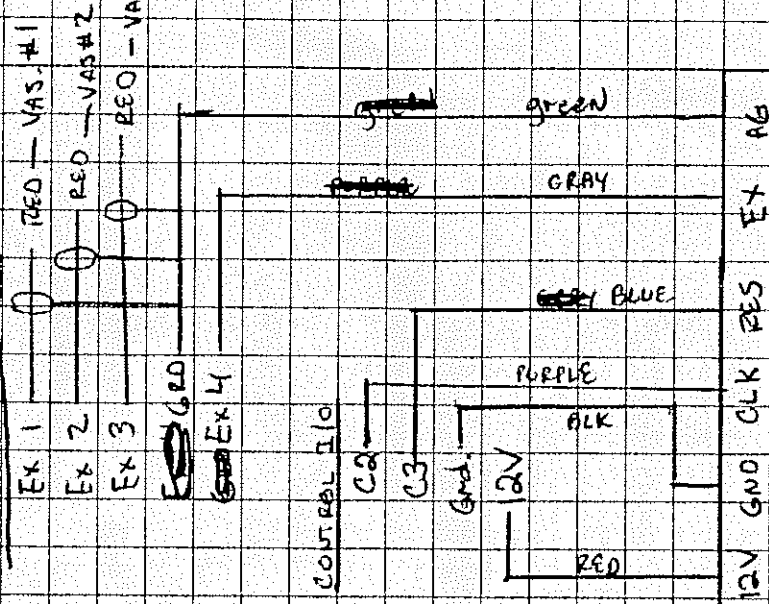 Ex 1 — RED — VAS. #1
Ex 2 — RED — VAS #2
Ex 3 — RED — VA
GRD
Ex 4
CONTROL I/O
C2
C3
Gnd.
12V
green
GRAY
BLUE
PURPLE
BLK
RED
12V GND CLK RES EX AG